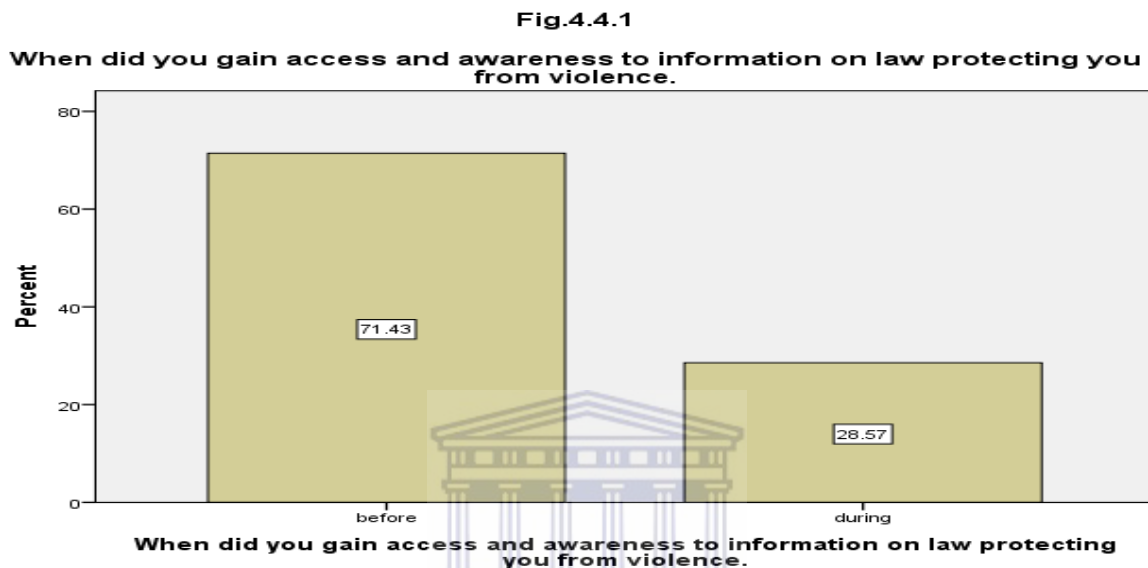 Fig.4.4.1
When did you gain access and awareness to information on law protecting you
from violence.
80
60
40
20
0
Percent
71.43
28.57
before
during
When did you gain access and awareness to information on law protecting
you from violence.